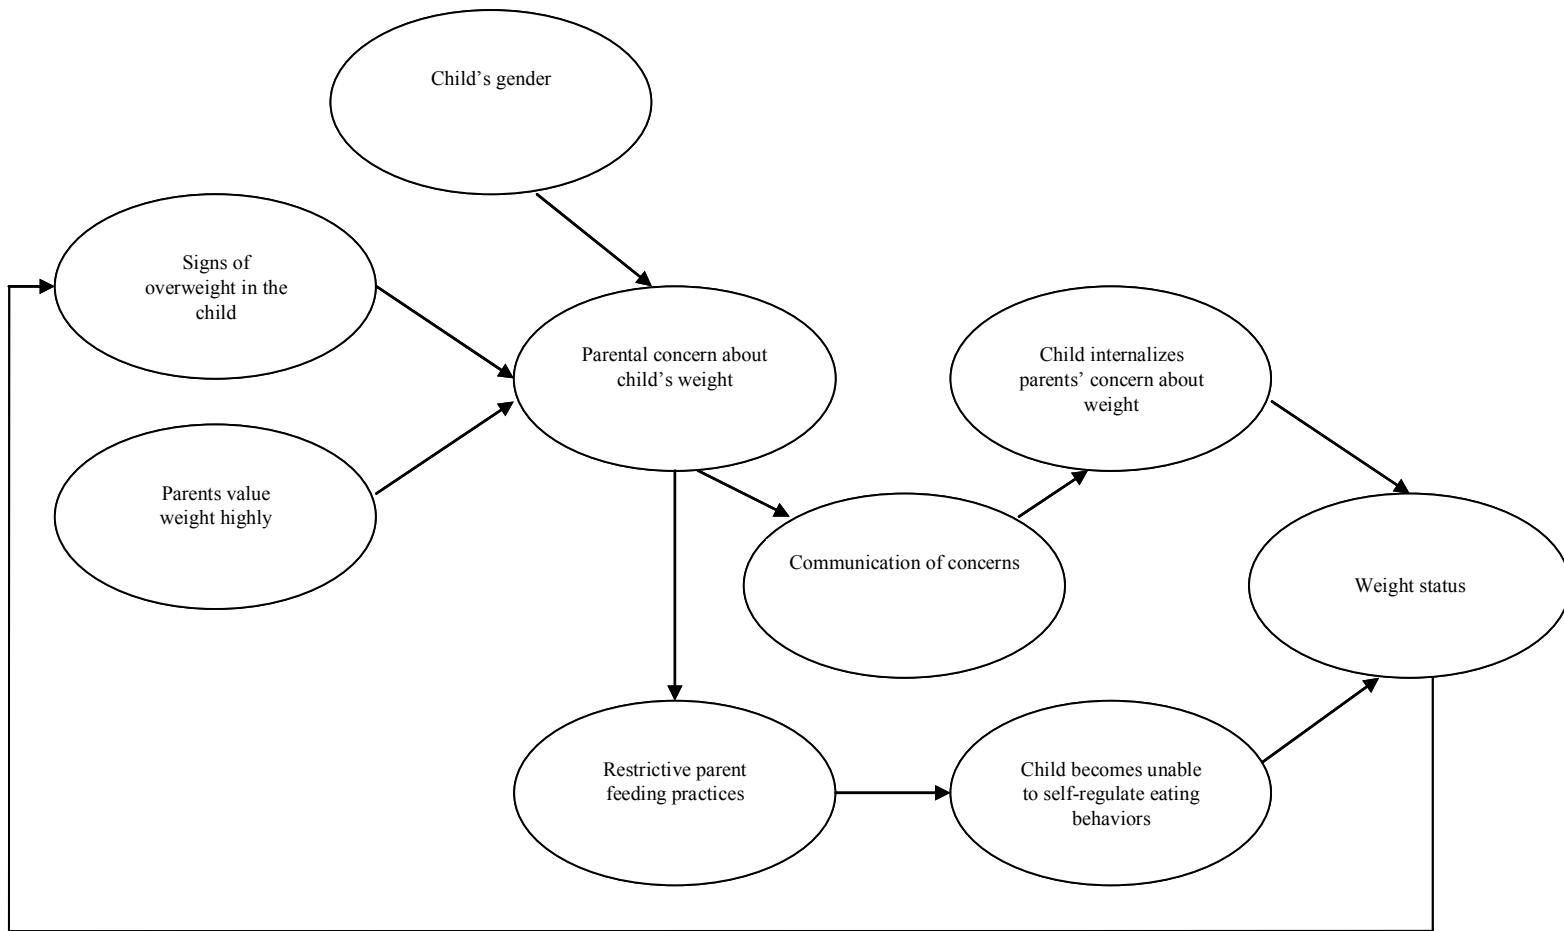 Child’s gender
Signs of
overweight in the
child
Parental concern about
child’s weight
Child internalizes
parents’ concern about
weight
Parents value
weight highly
Communication of concerns
Weight status
Restrictive parent
feeding practices
Child becomes unable
to self-regulate eating
behaviors